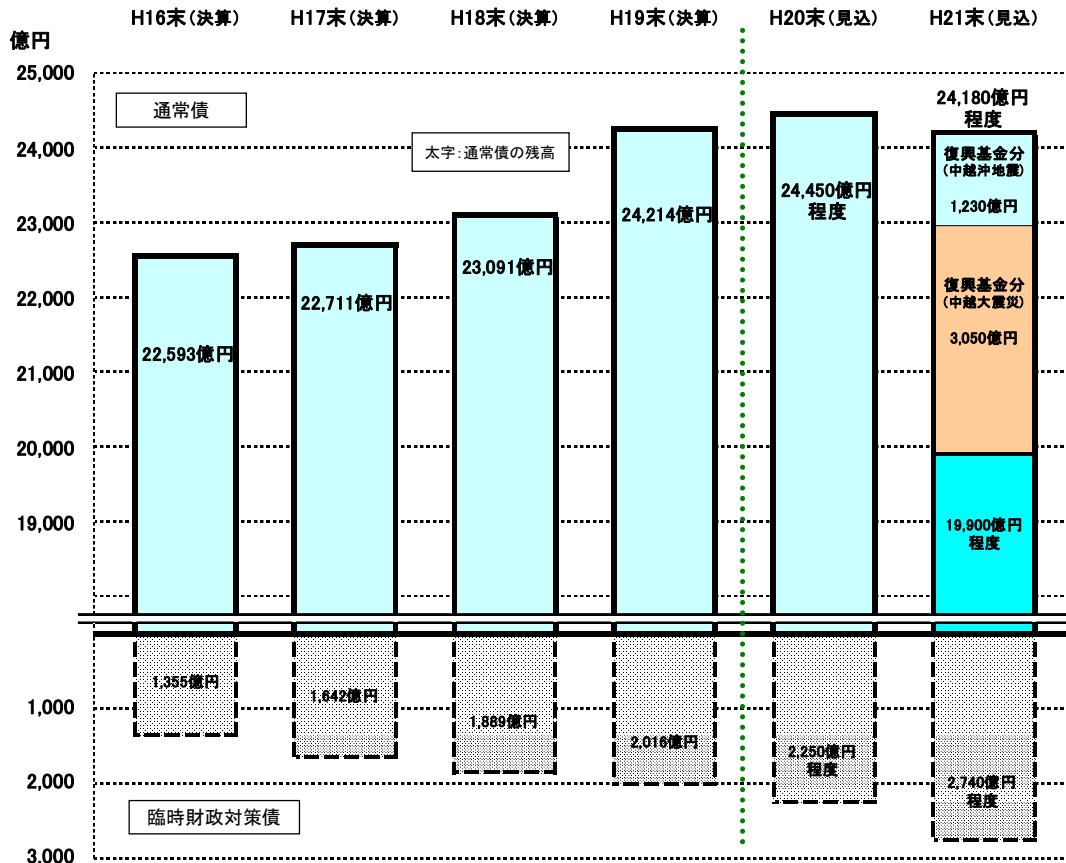 H16末(決算) H17末(決算) H18末(決算) H19末(決算) H20末(見込) H21末(見込)
億円
25,000
24,000
23,000
22,000
21,000
20,000
19,000
通常債
太字:通常債の残高
22,593億円
22,711億円
23,091億円
24,214億円
24,450億円
程度
24,180億円
程度
復興基金分
(中越沖地震)
1,230億円
復興基金分
(中越大震災)
3,050億円
19,900億円
程度
1,000
2,000
3,000
1,355億円
1,642億円
1,889億円
2,016億円
2,250億円
程度
2,740億円
程度
臨時財政対策債